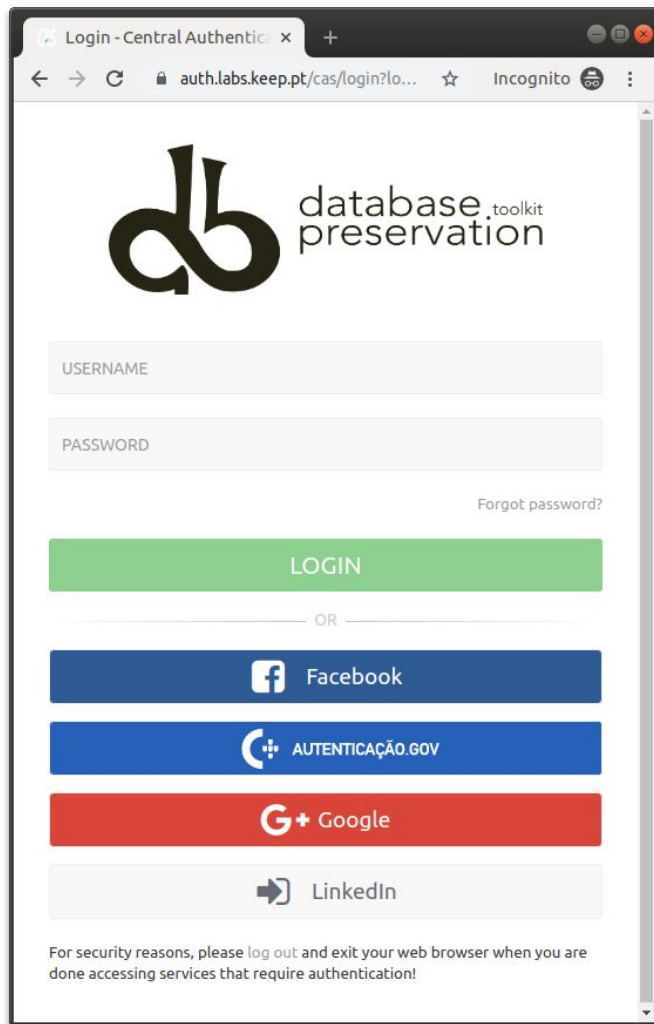 Login - Central Authentic
auth.labs.keep.pt/cas/login?lo...
Incognito
database.toolkit
preservation
USERNAME
PASSWORD
Forgot password?
LOGIN
OR
Facebook
AUTENTICAÇÃO.GOV
G+ Google
LinkedIn
For security reasons, please log out and exit your web browser when you are
done accessing services that require authentication!